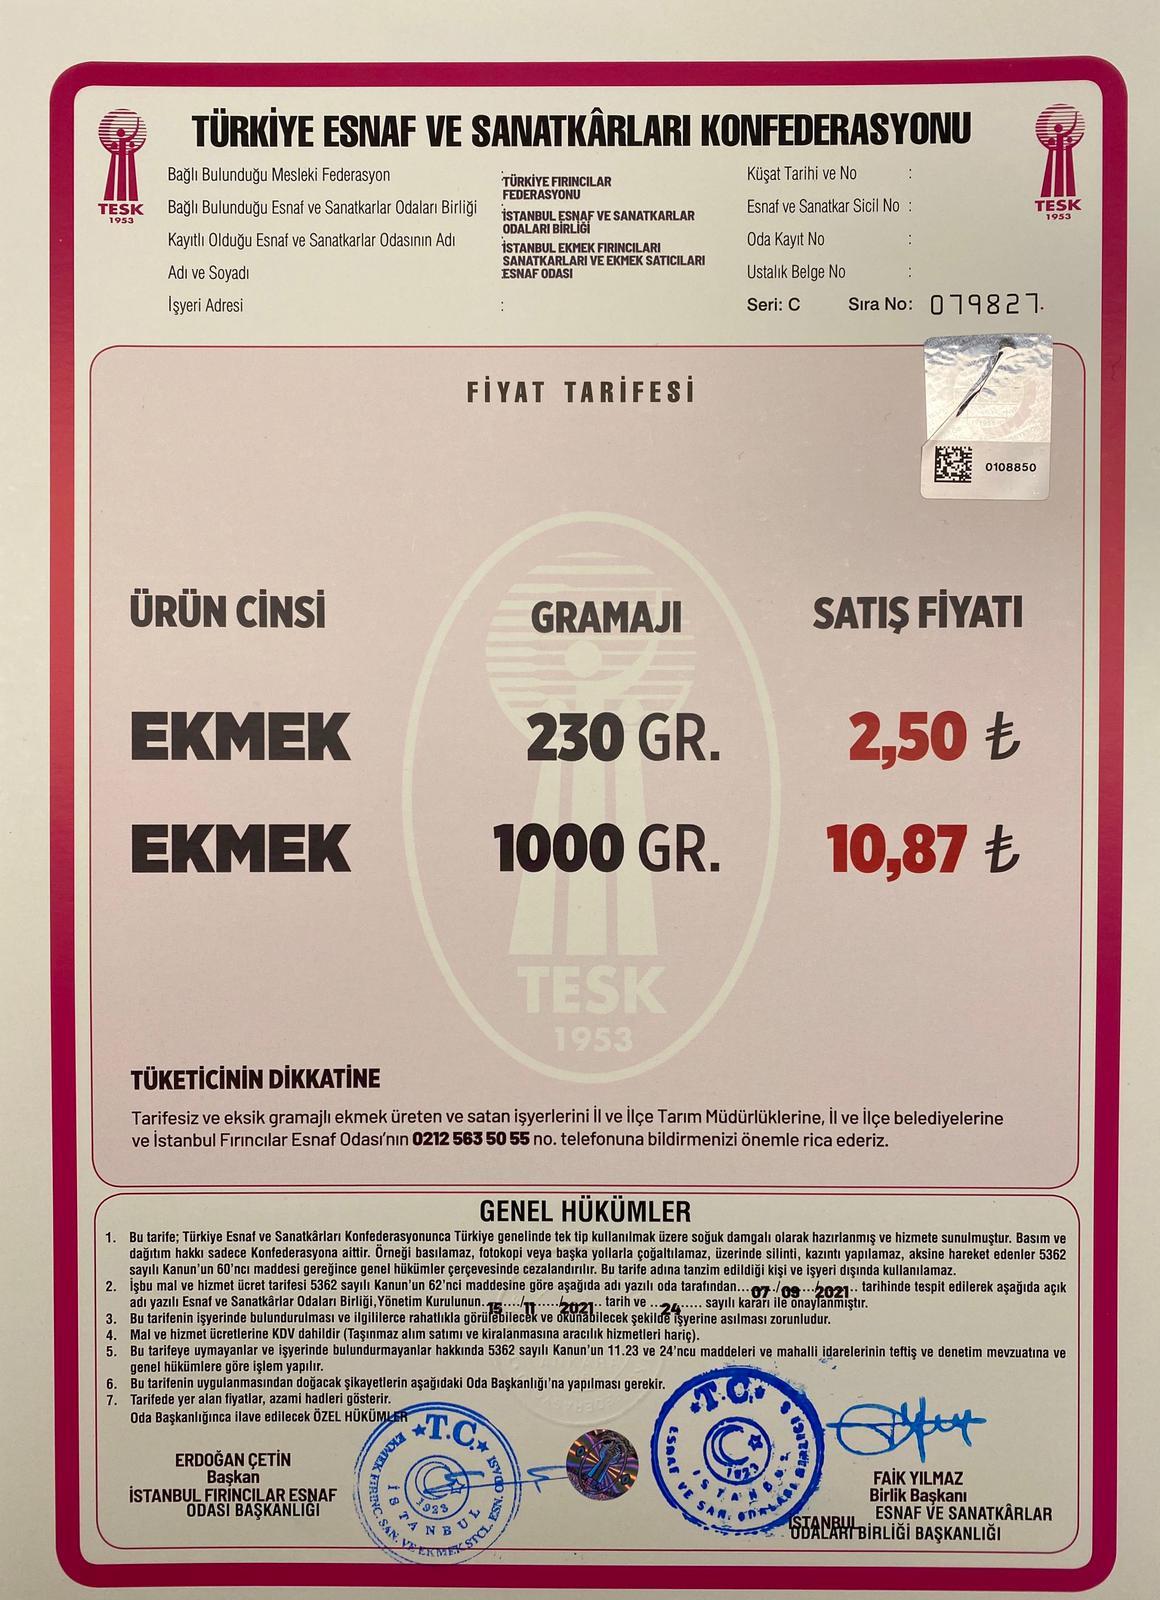 TÜRKİYE ESNAF VE SANATKÂRLARI KONFEDERASYONU
TESK
1953
TESK
1953
Bağlı Bulunduğu Mesleki Federasyon : TÜRKİYE FIRINCILAR
FEDERASYONU
Bağlı Bulunduğu Esnaf ve Sanatkarlar Odaları Birliği : İSTANBUL ESNAF VE SANATKARLAR
ODALARI BİRLİĞİ
Kayıtlı Olduğu Esnaf ve Sanatkarlar Odasının Adı : İSTANBUL EKMEK FIRINCILARI
SANATKARLARI VE EKMEK SATICILARI
ESNAF ODASI
Adı ve Soyadı :
İşyeri Adresi :
Küşat Tarihi ve No :
Esnaf ve Sanatkar Sicil No :
Oda Kayıt No :
Ustalık Belge No :
Seri: C Sıra No: 079827
FİYAT TARİFESİ
0108850
ÜRÜN CİNSİ GRAMAJI SATIŞ FİYATI
EKMEK 230 GR. 2,50 ₺
EKMEK 1000 GR. 10,87 ₺
TESK
1953
TÜKETİCİNİN DİKKATİNE
Tarifesiz ve eksik gramajlı ekmek üreten ve satan işyerlerini İl ve İlçe Tarım Müdürlüklerine, İl ve İlçe belediyelerine
ve İstanbul Fırıncılar Esnaf Odası'nın 0212 563 50 55 no. telefonuna bildirmenizi önemle rica ederiz.
GENEL HÜKÜMLER
1. Bu tarife; Türkiye Esnaf ve Sanatkârları Konfederasyonunca Türkiye genelinde tek tip kullanılmak üzere soğuk damgalı olarak hazırlanmış ve hizmete sunulmuştur. Basım ve
dağıtım hakkı sadece Konfederasyona aittir. Örneği basılamaz, fotokopi veya başka yollarla çoğaltılamaz, üzerinde silinti, kazıntı yapılamaz, aksine hareket edenler 5362
sayılı Kanun'un 60'ncı maddesi gereğince genel hükümler çerçevesinde cezalandırılır. Bu tarife adına tanzim edildiği kişi ve işyeri dışında kullanılamaz.
2. İşbu mal ve hizmet ücret tarifesi 5362 sayılı Kanun'un 62'nci maddesine göre aşağıda adı yazılı oda tarafından...07../09.../2021.. tarihinde tespit edilerek aşağıda açık
adı yazılı Esnaf ve Sanatkârlar Odaları Birliği,Yönetim Kurulunun..15..../11...../2021.. tarih ve ..24..... sayılı kararı ile onaylanmıştır.
3. Bu tarifenin işyerinde bulundurulması ve ilgililerce rahatlıkla görülebilecek ve okunabilecek şekilde işyerine asılması zorunludur.
4. Mal ve hizmet ücretlerine KDV dahildir (Taşınmaz alım satımı ve kiralanmasına aracılık hizmetleri hariç).
5. Bu tarifeye uymayanlar ve işyerinde bulundurmayanlar hakkında 5362 sayılı Kanun'un 11.23 ve 24'ncu maddeleri ve mahalli idarelerinin teftiş ve denetim mevzuatına ve
genel hükümlere göre işlem yapılır.
6. Bu tarifenin uygulanmasından doğacak şikayetlerin aşağıdaki Oda Başkanlığı'na yapılması gerekir.
7. Tarifede yer alan fiyatlar, azami hadleri gösterir.
Oda Başkanlığınca ilave edilecek ÖZEL HÜKÜMLER
ERDOĞAN ÇETİN
Başkan
İSTANBUL FIRINCILAR ESNAF
ODASI BAŞKANLIĞI
T.C.
1923
İSTANBUL
T.C.
1923
İSTANBUL
FAİK YILMAZ
Birlik Başkanı
İSTANBUL ESNAF VE SANATKÂRLAR
ODALARI BİRLİĞİ BAŞKANLIĞI